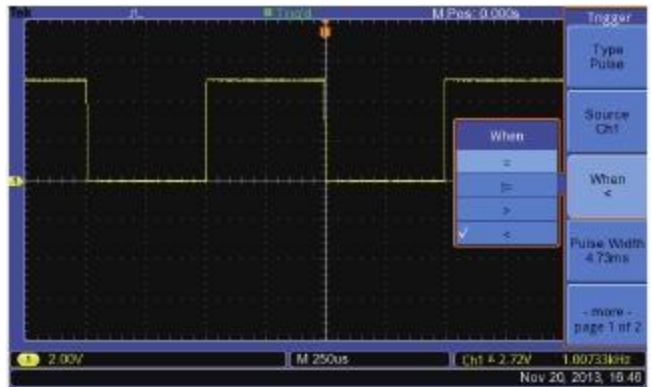 Tek Trig'd M Pos: 0.000s
Trigger
Type
Pulse
Source
Ch1
When
<
Pulse Width
4.73ms
- more -
page 1 of 2
When
=
!=
>
<
1 2.00V M 250us Ch1 2.72V 1.00733kHz
Nov 20, 2013, 16:46